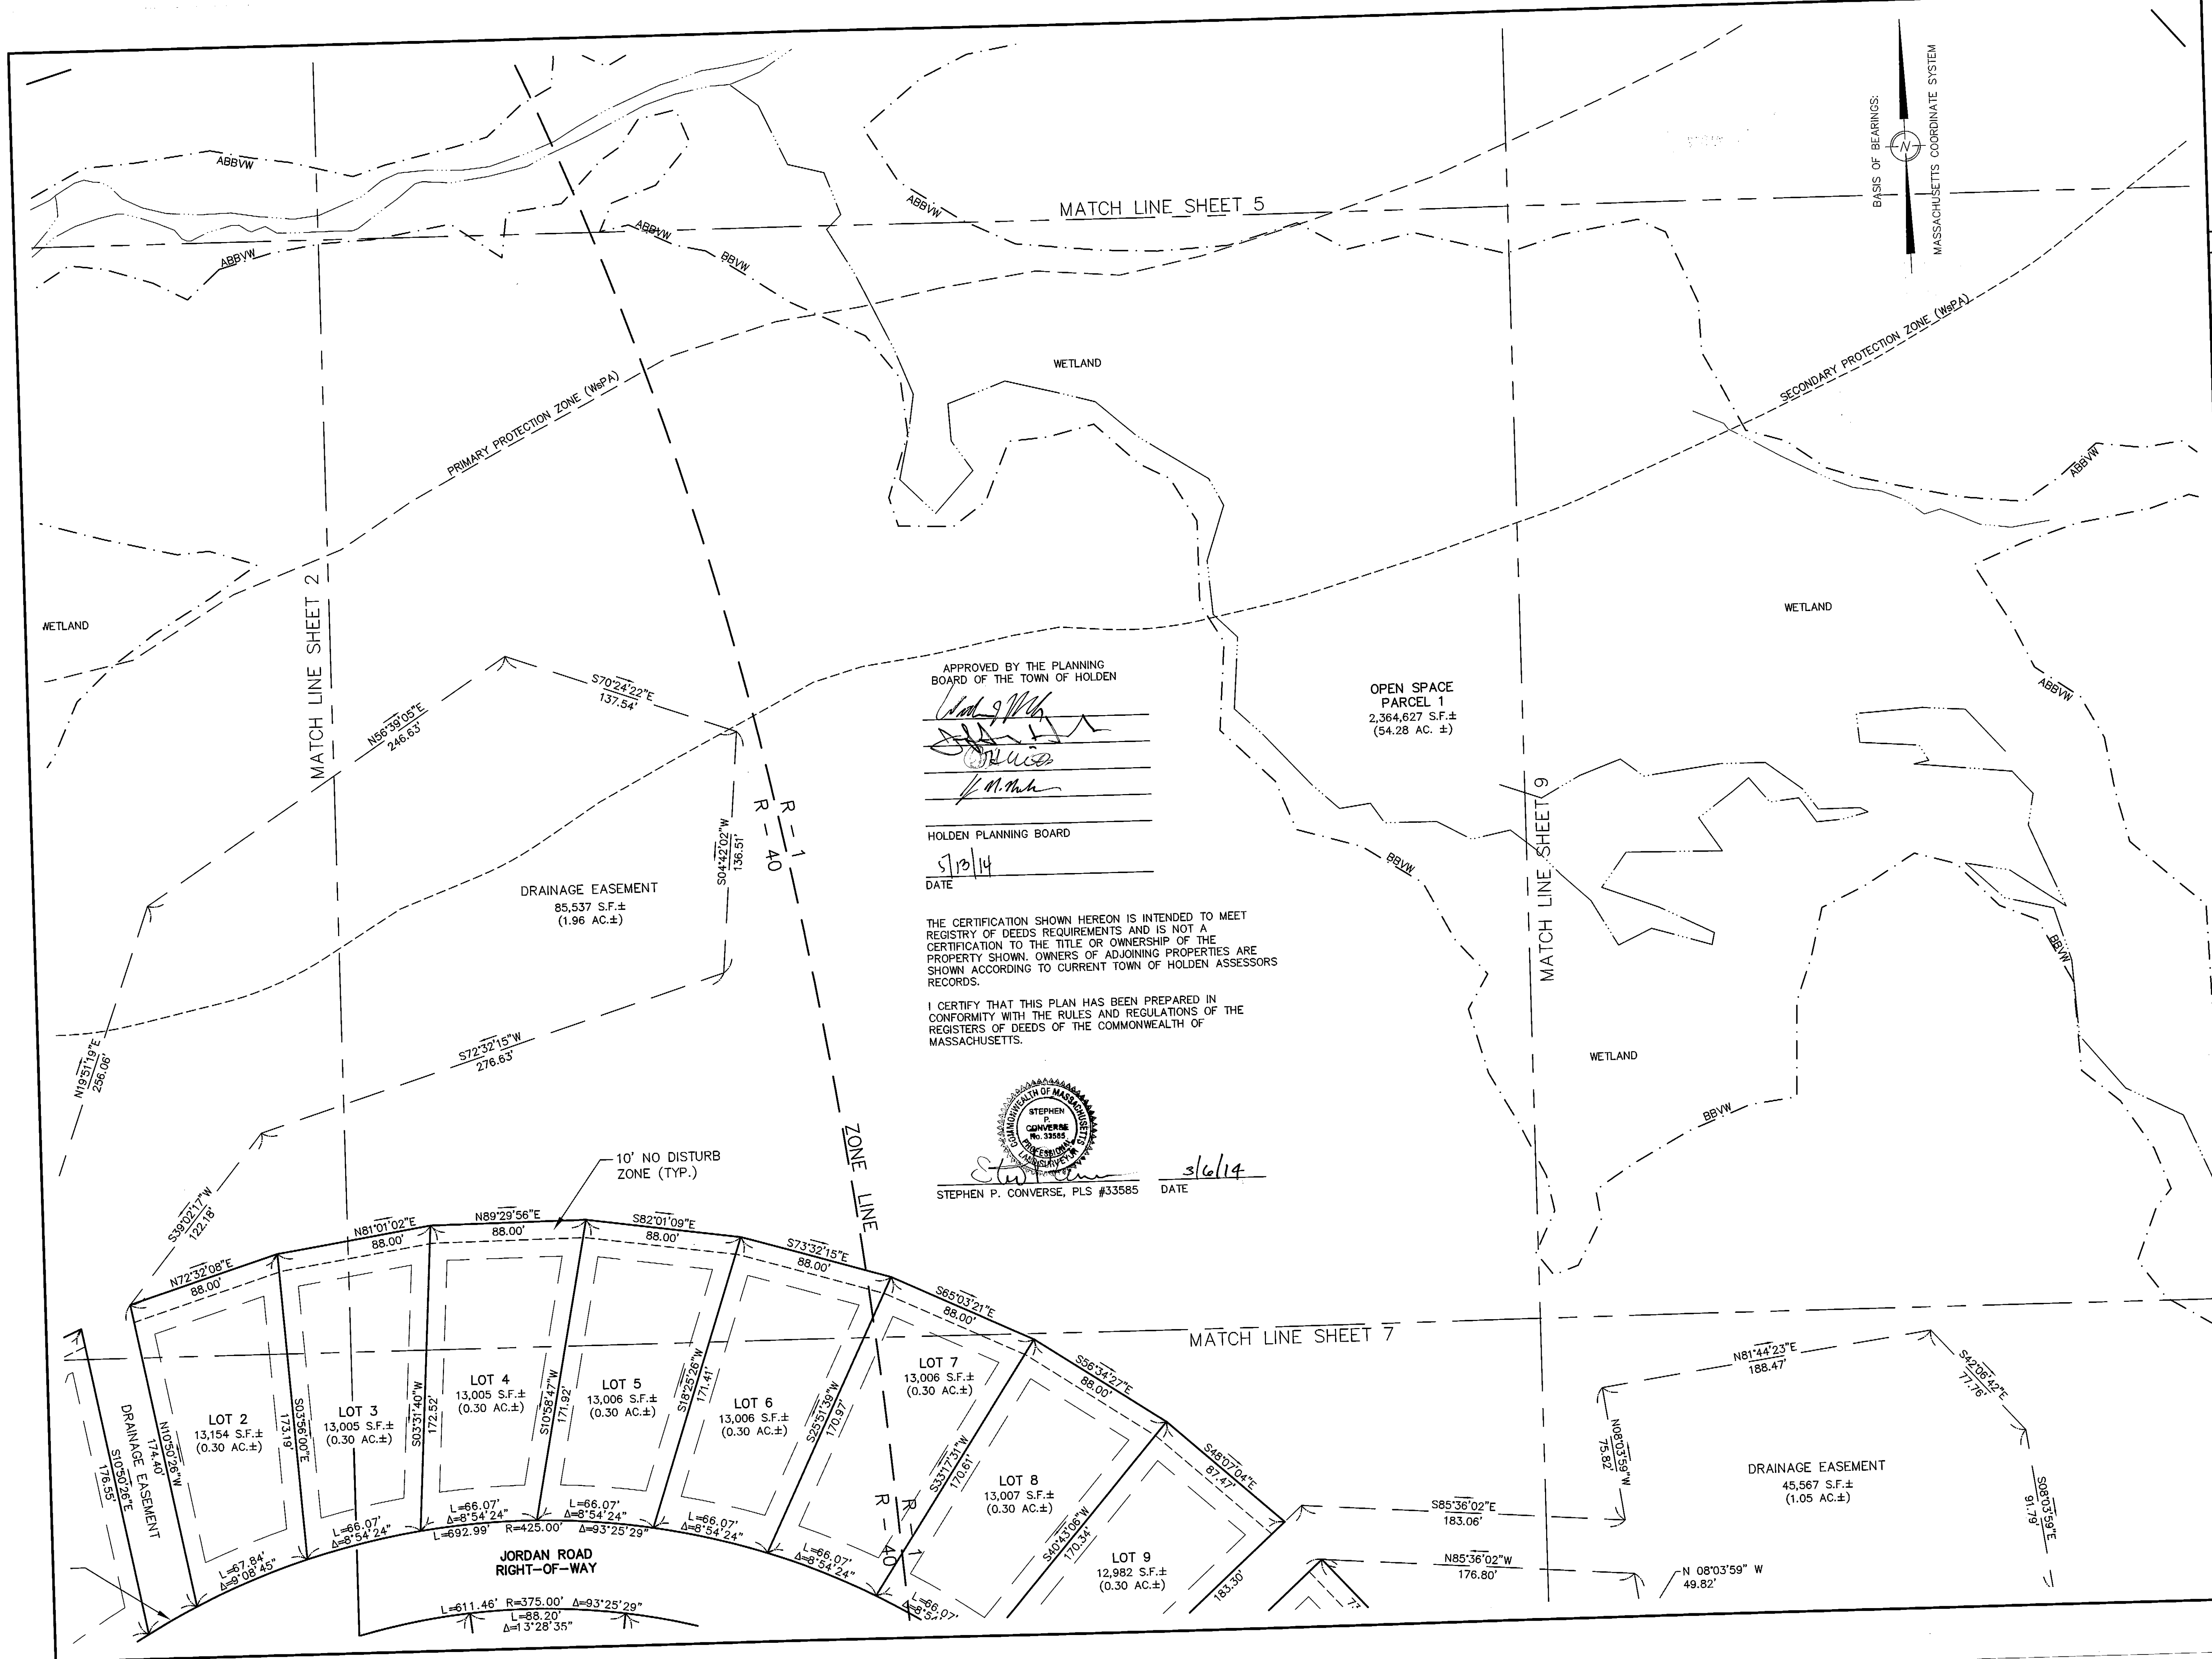 BASIS OF BEARINGS:
MASSACHUSETTS COORDINATE SYSTEM
N
ABBVW
ABBVW
ABBVW
BBVW
ABBVW
MATCH LINE SHEET 5
PRIMARY PROTECTION ZONE (WsPA)
WETLAND
SECONDARY PROTECTION ZONE (WsPA)
ABBVW
WETLAND
MATCH LINE SHEET 2
WETLAND
ABBVW
N56°39'05"E
246.63'
S70°24'22"E
137.54'
S04°42'02"W
136.51'
R-1
R-40
APPROVED BY THE PLANNING
BOARD OF THE TOWN OF HOLDEN
HOLDEN PLANNING BOARD
5/13/14
DATE
OPEN SPACE
PARCEL 1
2,364,627 S.F.±
(54.28 AC. ±)
MATCH LINE SHEET 9
BBVW
BBVW
WETLAND
BBVW
DRAINAGE EASEMENT
85,537 S.F.±
(1.96 AC.±)
THE CERTIFICATION SHOWN HEREON IS INTENDED TO MEET
REGISTRY OF DEEDS REQUIREMENTS AND IS NOT A
CERTIFICATION TO THE TITLE OR OWNERSHIP OF THE
PROPERTY SHOWN. OWNERS OF ADJOINING PROPERTIES ARE
SHOWN ACCORDING TO CURRENT TOWN OF HOLDEN ASSESSORS
RECORDS.
I CERTIFY THAT THIS PLAN HAS BEEN PREPARED IN
CONFORMITY WITH THE RULES AND REGULATIONS OF THE
REGISTERS OF DEEDS OF THE COMMONWEALTH OF
MASSACHUSETTS.
COMMONWEALTH OF MASSACHUSETTS
STEPHEN
P.
CONVERSE
No. 33585
PROFESSIONAL
LAND SURVEYOR
3/6/14
STEPHEN P. CONVERSE, PLS #33585
DATE
N19°51'19"E
256.06'
S72°32'15"W
276.63'
S39°02'17"W
122.18'
10' NO DISTURB
ZONE (TYP.)
ZONE LINE
N72°32'08"E
88.00'
N81°01'02"E
88.00'
N89°29'56"E
88.00'
S82°01'09"E
88.00'
S73°32'15"E
88.00'
S65°03'21"E
88.00'
S56°34'27"E
88.00'
S48°07'04"E
87.47'
MATCH LINE SHEET 7
S10°50'26"E
176.55'
DRAINAGE EASEMENT
N10°50'26"W
174.40'
LOT 2
13,154 S.F.±
(0.30 AC.±)
S03°56'00"E
173.19'
LOT 3
13,005 S.F.±
(0.30 AC.±)
S03°31'40"W
172.52'
LOT 4
13,005 S.F.±
(0.30 AC.±)
S10°58'47"W
171.92'
LOT 5
13,006 S.F.±
(0.30 AC.±)
S18°25'26"W
171.41'
LOT 6
13,006 S.F.±
(0.30 AC.±)
S25°51'39"W
170.97'
LOT 7
13,006 S.F.±
(0.30 AC.±)
S33°17'31"W
170.61'
LOT 8
13,007 S.F.±
(0.30 AC.±)
S40°43'06"W
170.34'
LOT 9
12,982 S.F.±
(0.30 AC.±)
183.30'
R-1
R-40
L=67.84'
Δ=9°08'45"
L=66.07'
Δ=8°54'24"
L=66.07'
Δ=8°54'24"
L=66.07'
Δ=8°54'24"
L=66.07'
Δ=8°54'24"
L=66.07'
Δ=8°54'24"
L=66.07'
L=692.99' R=425.00' Δ=93°25'29"
JORDAN ROAD
RIGHT-OF-WAY
L=611.46' R=375.00' Δ=93°25'29"
L=88.20'
Δ=13°28'35"
N81°44'23"E
188.47'
S42°06'42"E
77.76'
N08°03'59"W
75.82'
DRAINAGE EASEMENT
45,567 S.F.±
(1.05 AC.±)
S08°03'59"E
91.79'
S85°36'02"E
183.06'
N85°36'02"W
176.80'
N 08°03'59" W
49.82'